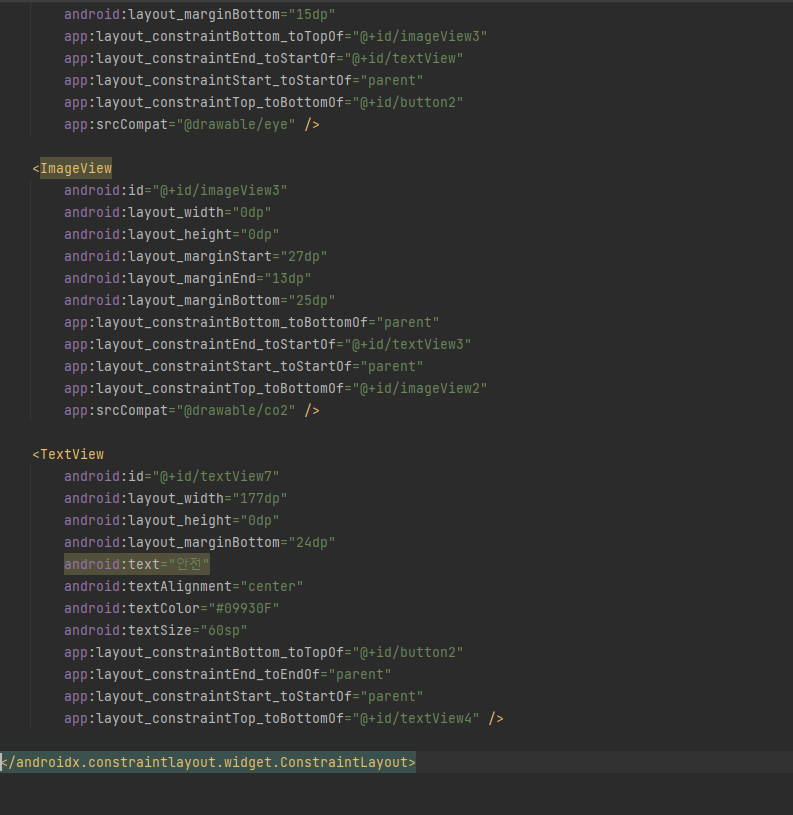 android:layout_marginBottom="15dp"
app:layout_constraintBottom_toTopOf="@+id/imageView3"
app:layout_constraintEnd_toStartOf="@+id/textView"
app:layout_constraintStart_toStartOf="parent"
app:layout_constraintTop_toBottomOf="@+id/button2"
app:srcCompat="@drawable/eye" />
<ImageView
android:id="@+id/imageView3"
android:layout_width="0dp"
android:layout_height="0dp"
android:layout_marginStart="27dp"
android:layout_marginEnd="13dp"
android:layout_marginBottom="25dp"
app:layout_constraintBottom_toBottomOf="parent"
app:layout_constraintEnd_toStartOf="@+id/textView3"
app:layout_constraintStart_toStartOf="parent"
app:layout_constraintTop_toBottomOf="@+id/imageView2"
app:srcCompat="@drawable/co2" />
<TextView
android:id="@+id/textView7"
android:layout_width="177dp"
android:layout_height="0dp"
android:layout_marginBottom="24dp"
android:text="안전"
android:textAlignment="center"
android:textColor="#09930F"
android:textSize="60sp"
app:layout_constraintBottom_toTopOf="@+id/button2"
app:layout_constraintEnd_toEndOf="parent"
app:layout_constraintStart_toStartOf="parent"
app:layout_constraintTop_toBottomOf="@+id/textView4" />
</androidx.constraintlayout.widget.ConstraintLayout>